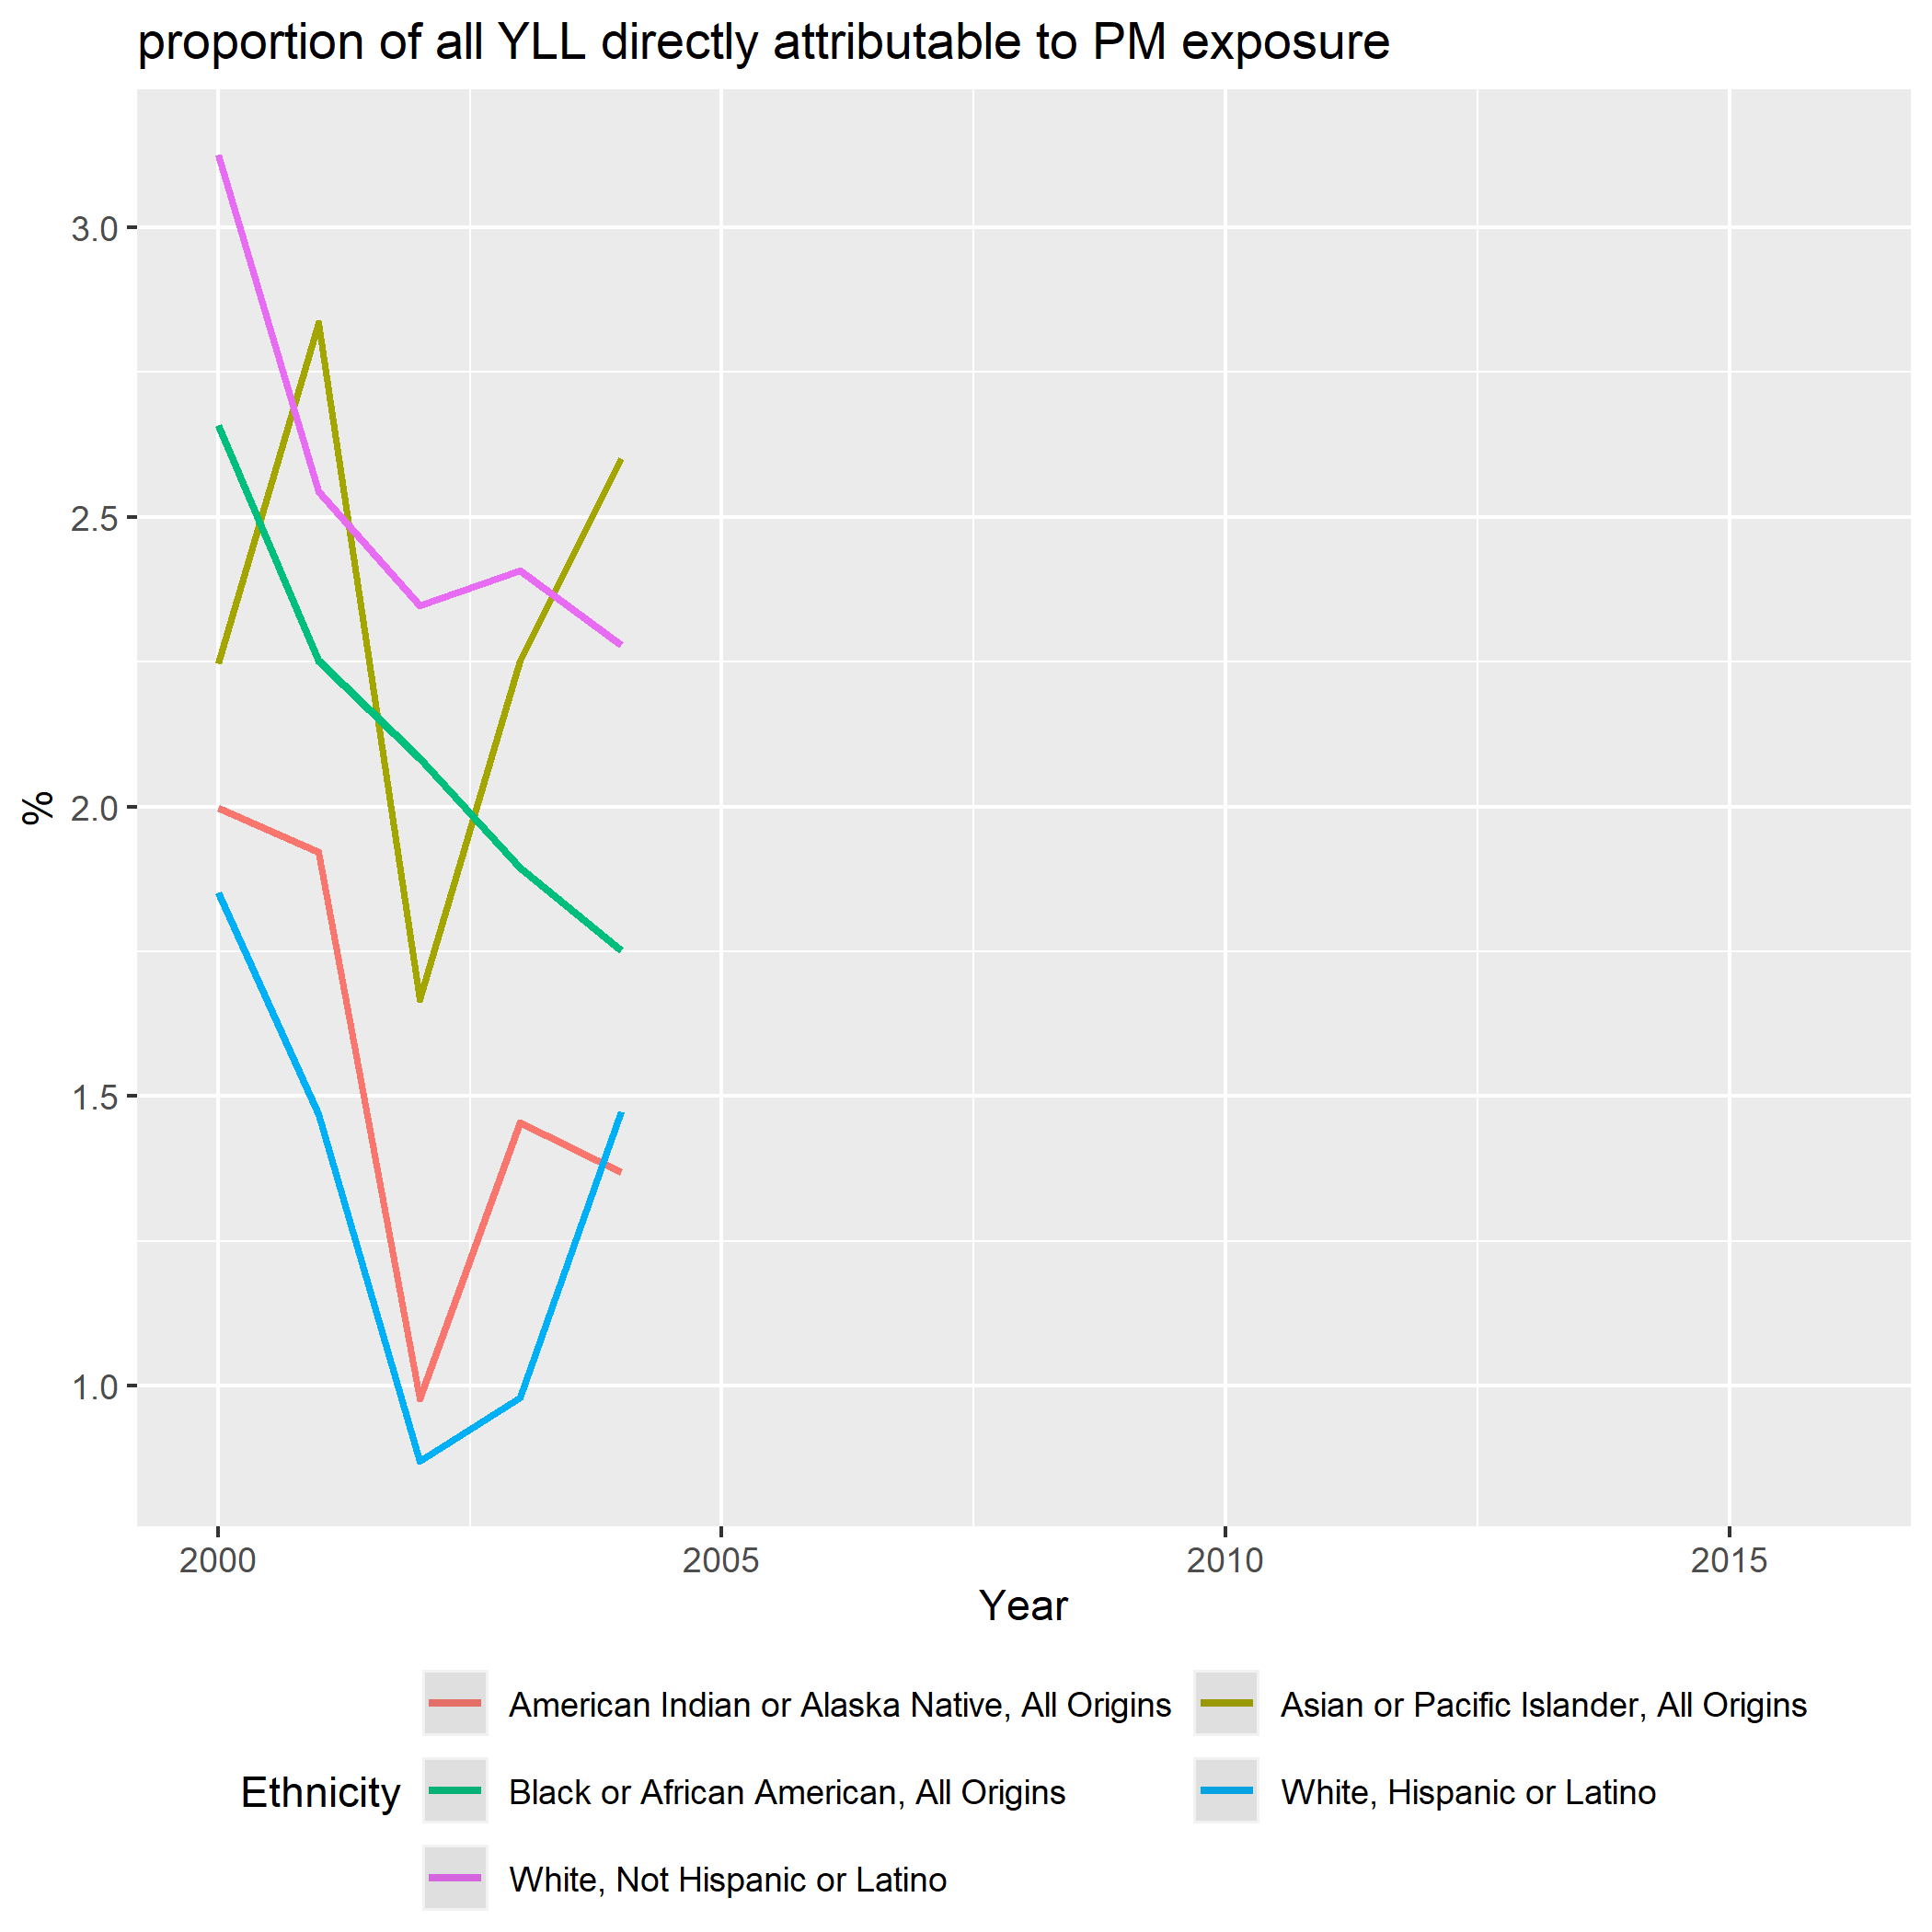 proportion of all YLL directly attributable to PM exposure
3.0
2.5
2.0
1.5
1.0
%
2000 2005 2010 2015
Year
Ethnicity
American Indian or Alaska Native, All Origins
Asian or Pacific Islander, All Origins
Black or African American, All Origins
White, Hispanic or Latino
White, Not Hispanic or Latino